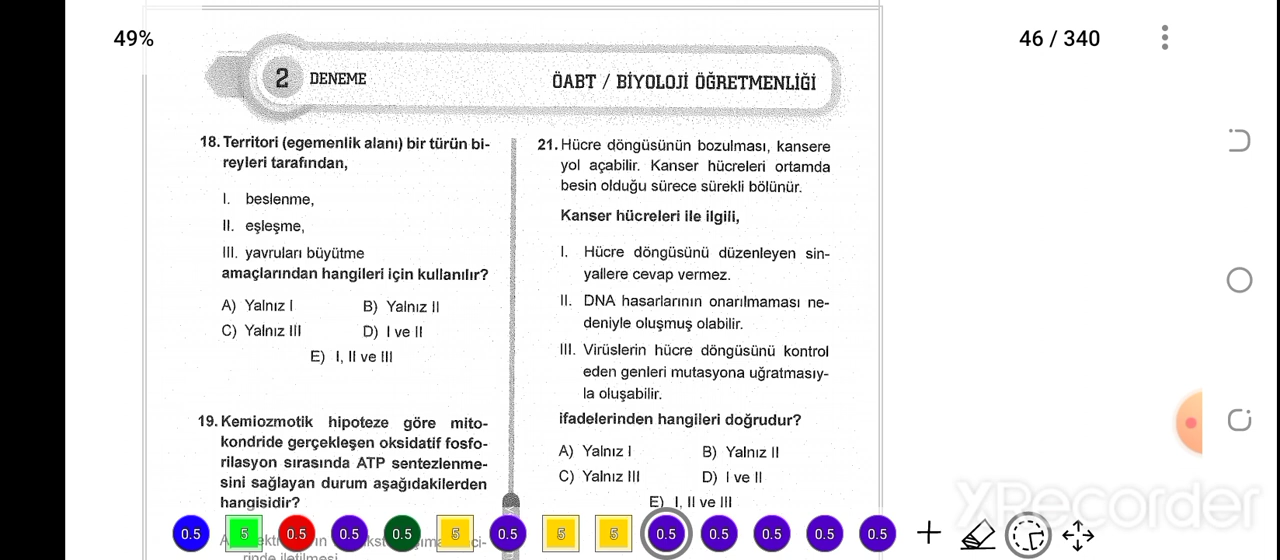 49%
46 / 340
2 DENEME
ÖABT / BİYOLOJİ ÖĞRETMENLİĞİ
18. Territori (egemenlik alanı) bir türün bi-
reyleri tarafından,
I. beslenme,
II. eşleşme,
III. yavruları büyütme
amaçlarından hangileri için kullanılır?
A) Yalnız I
B) Yalnız II
C) Yalnız III
D) I ve II
E) I, II ve III
19. Kemiozmotik hipoteze göre mito-
kondride gerçekleşen oksidatif fosfo-
rilasyon sırasında ATP sentezlenme-
sini sağlayan durum aşağıdakilerden
hangisidir?
21. Hücre döngüsünün bozulması, kansere
yol açabilir. Kanser hücreleri ortamda
besin olduğu sürece sürekli bölünür.
Kanser hücreleri ile ilgili,
I. Hücre döngüsünü düzenleyen sin-
yallere cevap vermez.
II. DNA hasarlarının onarılmaması ne-
deniyle oluşmuş olabilir.
III. Virüslerin hücre döngüsünü kontrol
eden genleri mutasyona uğratmasıy-
la oluşabilir.
ifadelerinden hangileri doğrudur?
A) Yalnız I
B) Yalnız II
C) Yalnız III
D) I ve II
E) I, II ve III
0.5 5 0.5 0.5 0.5 5 0.5 5 5 0.5 0.5 0.5 0.5 0.5
XRecorder